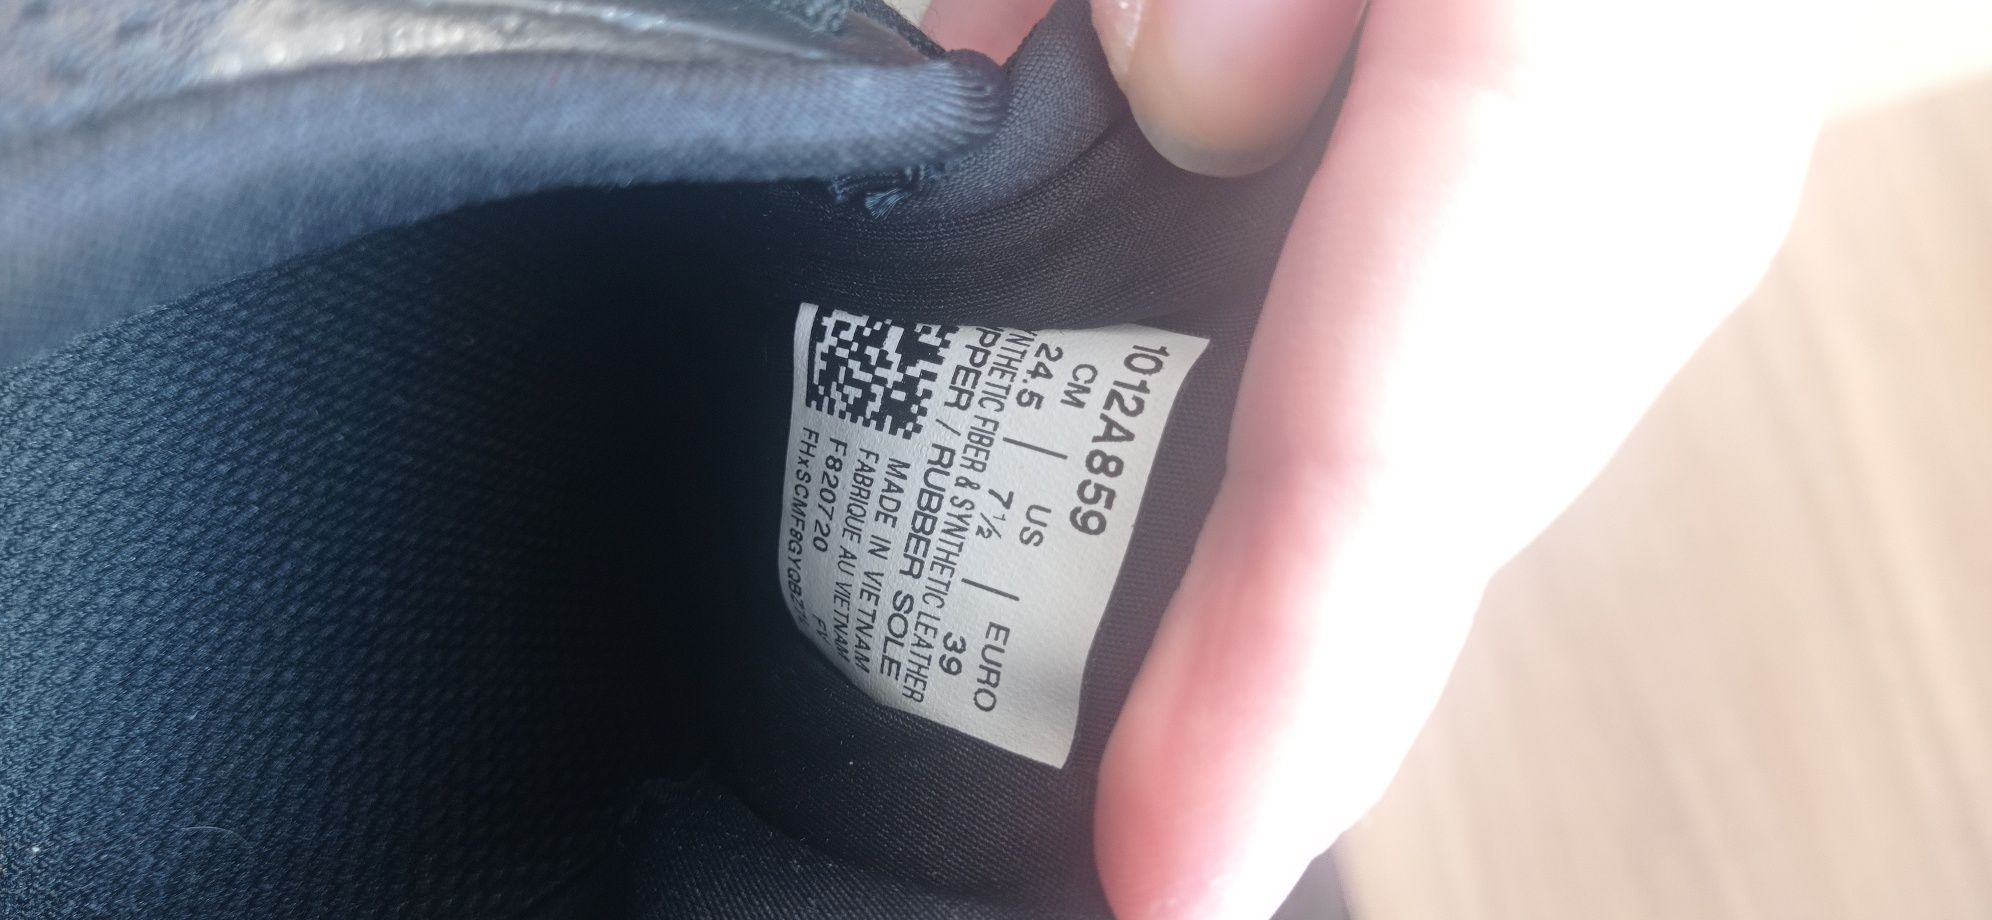 1012A859
CM | US | EURO
24.5 | 7½ | 39
SYNTHETIC FIBER & SYNTHETIC LEATHER
UPPER / RUBBER SOLE
MADE IN VIETNAM
FABRIQUE AU VIETNAM
F820720